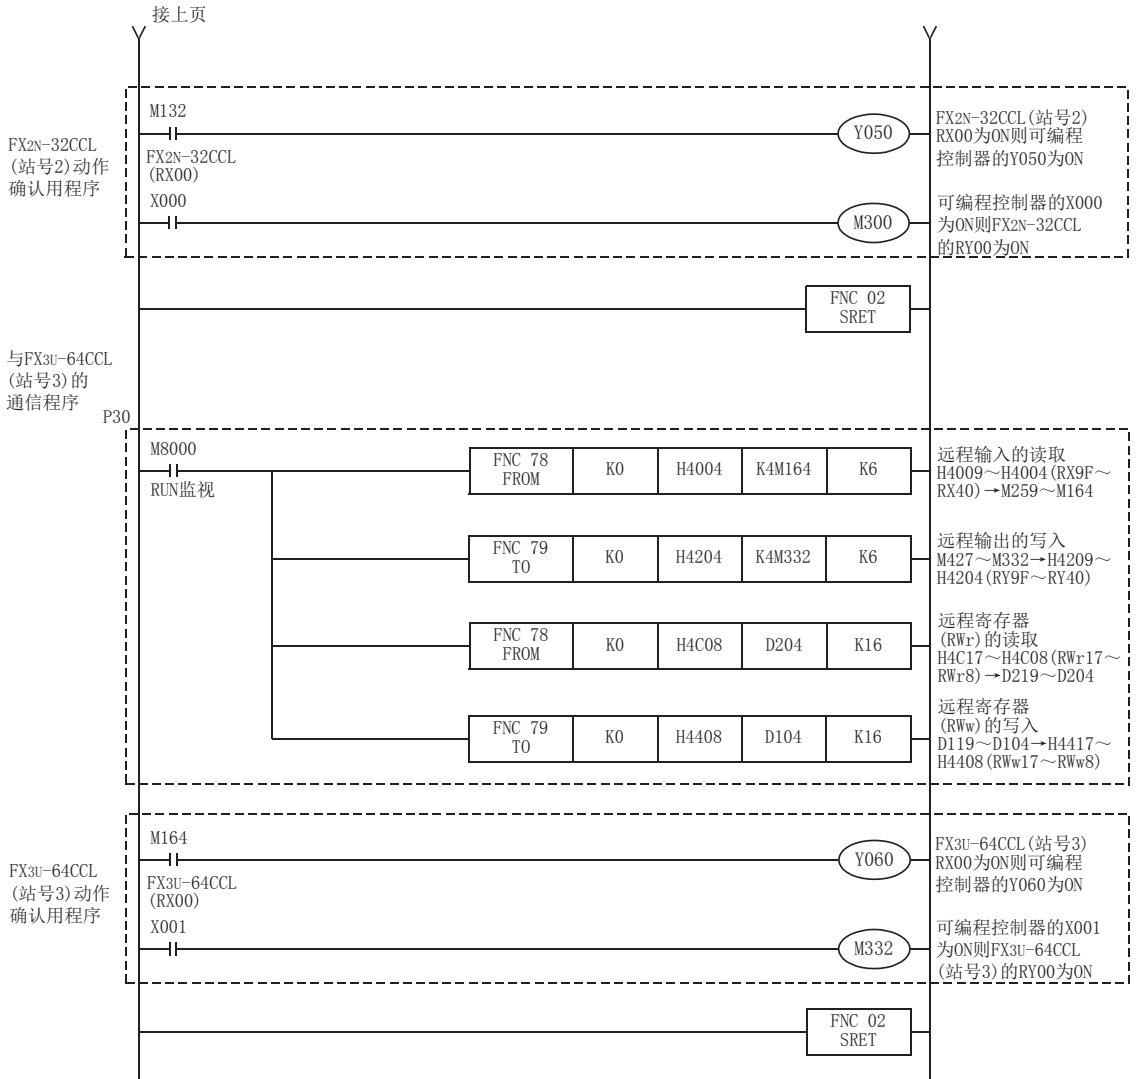 接上页
FX2N-32CCL
(站号2)动作
确认用程序
M132
Y050
FX2N-32CCL(站号2)
RX00为ON则可编程
控制器的Y050为ON
FX2N-32CCL
(RX00)
X000
M300
可编程控制器的X000
为ON则FX2N-32CCL
的RY00为ON
FNC 02
SRET
与FX3U-64CCL
(站号3)的
通信程序
P30
M8000
RUN监视
FNC 78
FROM
K0
H4004
K4M164
K6
远程输入的读取
H4009～H4004(RX9F～
RX40)→M259～M164
FNC 79
TO
K0
H4204
K4M332
K6
远程输出的写入
M427～M332→H4209～
H4204(RY9F～RY40)
FNC 78
FROM
K0
H4C08
D204
K16
远程寄存器
(RWr)的读取
H4C17～H4C08(RWr17～
RWr8)→D219～D204
FNC 79
TO
K0
H4408
D104
K16
远程寄存器
(RWw)的写入
D119～D104→H4417～
H4408(RWw17～RWw8)
FX3U-64CCL
(站号3)动作
确认用程序
M164
Y060
FX3U-64CCL(站号3)
RX00为ON则可编程
控制器的Y060为ON
FX3U-64CCL
(RX00)
X001
M332
可编程控制器的X001
为ON则FX3U-64CCL
(站号3)的RY00为ON
FNC 02
SRET